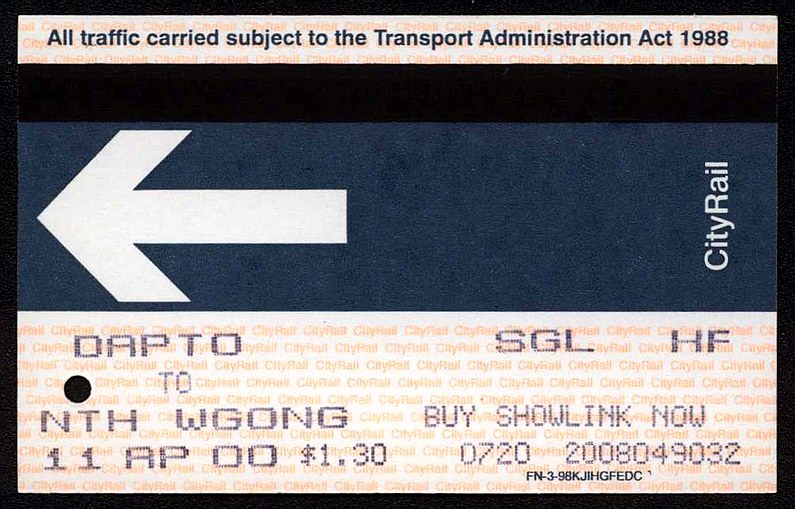 All traffic carried subject to the Transport Administration Act 1988
CityRail
DAPTO SGL HF
TO
NTH WGONG BUY SHOWLINK NOW
11 AP 00 $1.30 0720 200804903Z
FN-3-98KJIHGFEDC